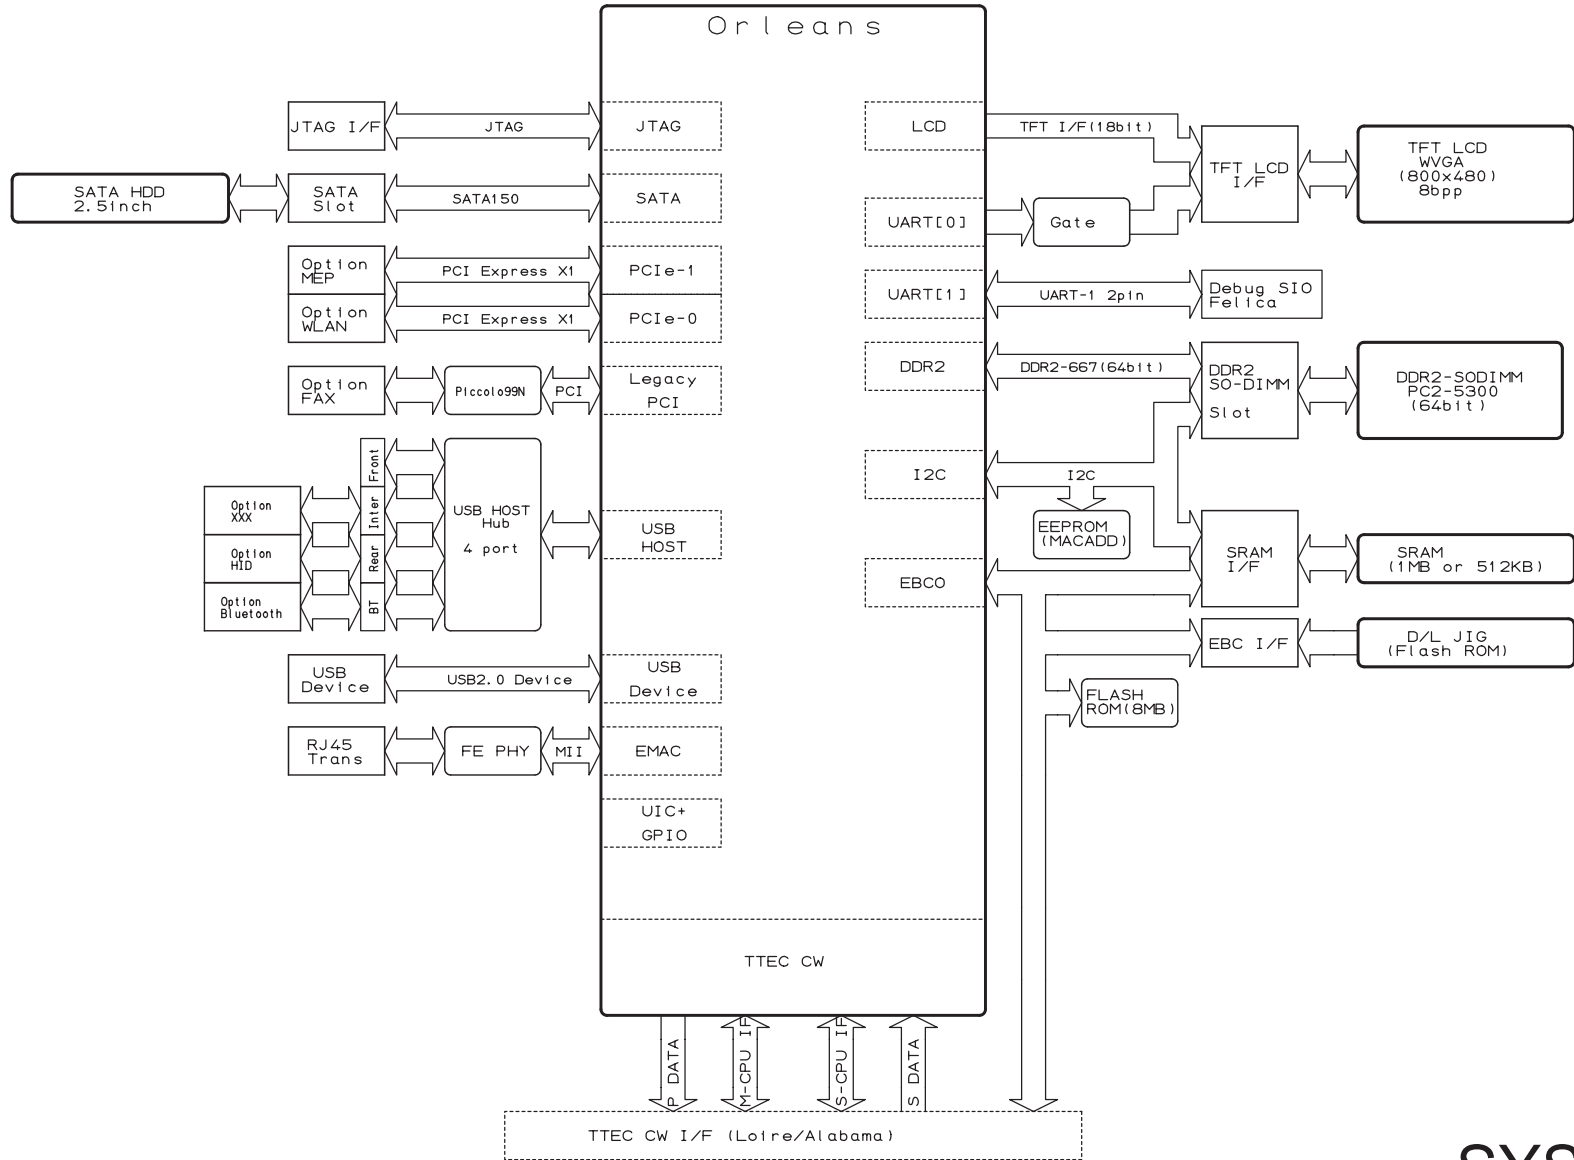 Orleans
JTAG I/F
JTAG
JTAG
LCD
TFT I/F(18bit)
TFT LCD
I/F
TFT LCD
WVGA
(800x480)
8bpp
SATA HDD
2.5inch
SATA
Slot
SATA150
SATA
UART[0]
Gate
Option
MEP
PCI Express X1
PCIe-1
UART[1]
UART-1 2pin
Debug SIO
Felica
Option
WLAN
PCI Express X1
PCIe-0
Option
FAX
Piccolo99N
PCI
Legacy
PCI
DDR2
DDR2-667(64bit)
DDR2
SO-DIMM
Slot
DDR2-SODIMM
PC2-5300
(64bit)
Front
Inter
Rear
BT
Option
XXX
Option
HID
Option
Bluetooth
USB HOST
Hub
4 port
USB
HOST
I2C
I2C
EEPROM
(MACADD)
SRAM
I/F
SRAM
(1MB or 512KB)
EBC0
EBC I/F
D/L JIG
(Flash ROM)
USB
Device
USB2.0 Device
USB
Device
FLASH
ROM(8MB)
RJ45
Trans
FE PHY
MII
EMAC
UIC+
GPIO
TTEC CW
P DATA
M-CPU IF
S-CPU IF
S DATA
TTEC CW I/F (Loire/Alabama)